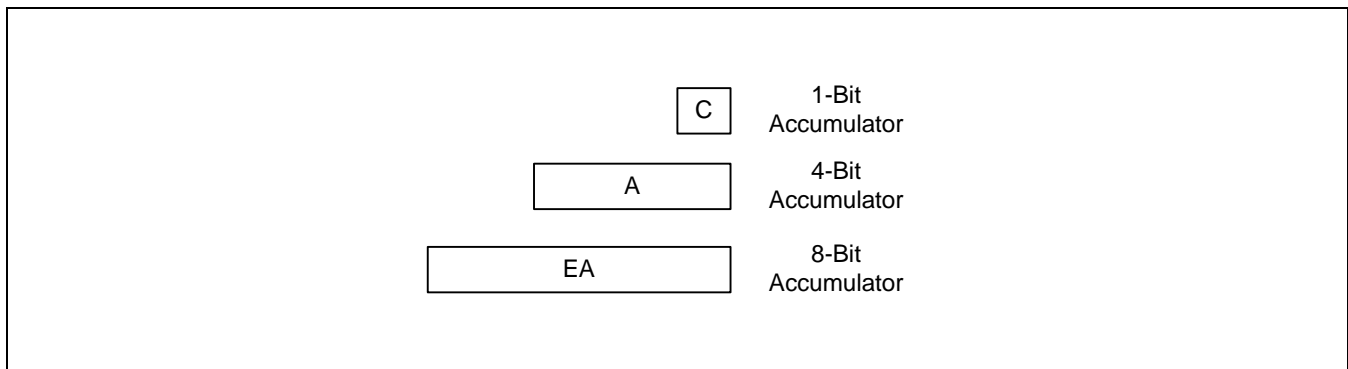 C
1-Bit
Accumulator
A
4-Bit
Accumulator
EA
8-Bit
Accumulator